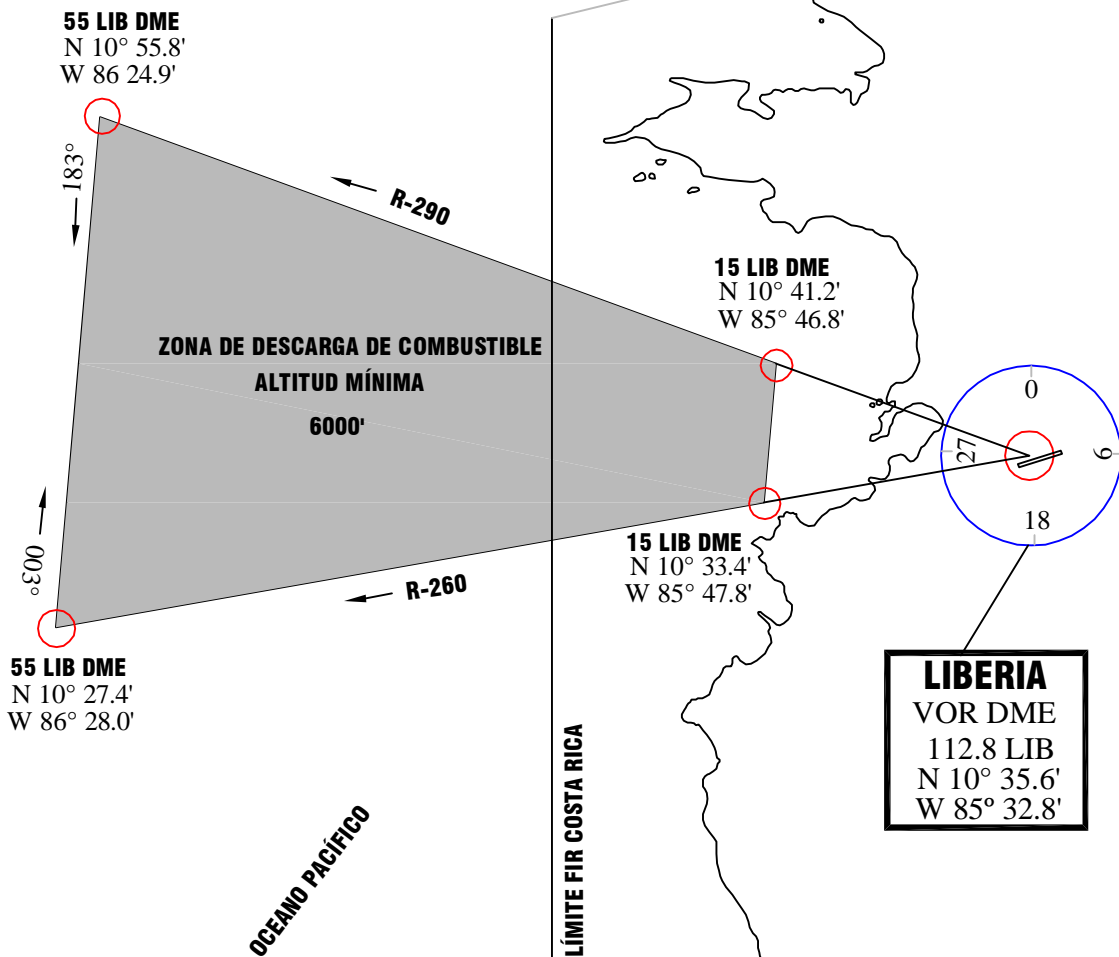 55 LIB DME
N 10° 55.8'
W 86 24.9'
183°
R-290
15 LIB DME
N 10° 41.2'
W 85° 46.8'
ZONA DE DESCARGA DE COMBUSTIBLE
ALTITUD MÍNIMA
6000'
0
27
9
18
003°
R-260
15 LIB DME
N 10° 33.4'
W 85° 47.8'
55 LIB DME
N 10° 27.4'
W 86° 28.0'
LIBERIA
VOR DME
112.8 LIB
N 10° 35.6'
W 85° 32.8'
LÍMITE FIR COSTA RICA
OCEANO PACÍFICO